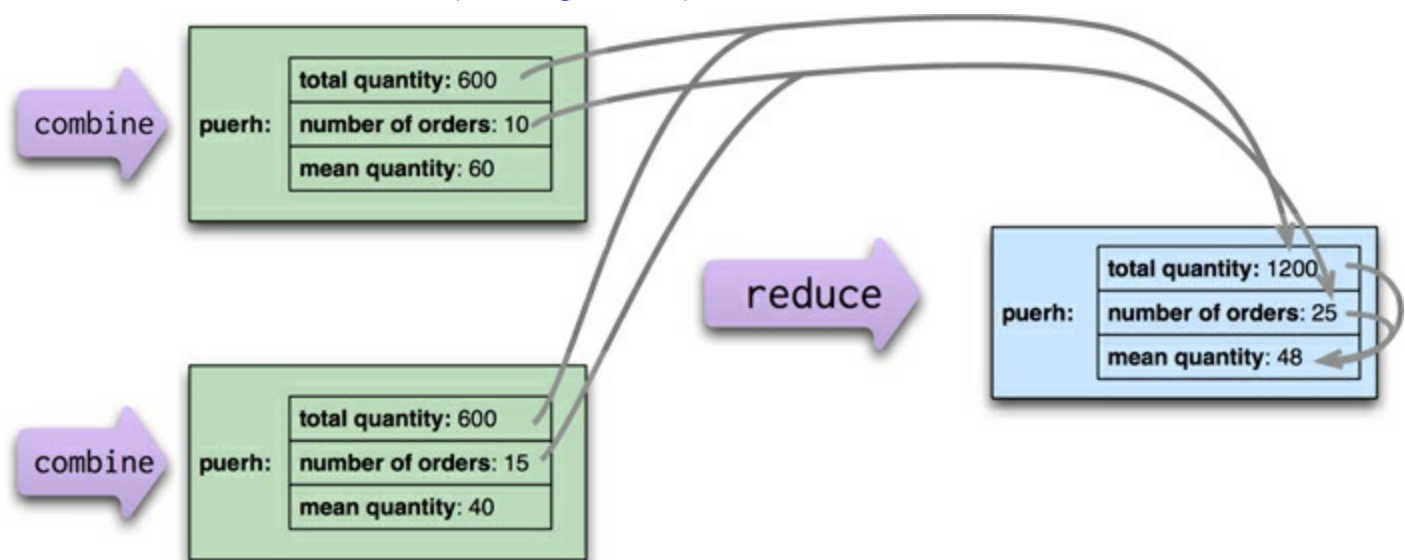 combine
puerh:
total quantity: 600
number of orders: 10
mean quantity: 60
combine
puerh:
total quantity: 600
number of orders: 15
mean quantity: 40
reduce
puerh:
total quantity: 1200
number of orders: 25
mean quantity: 48